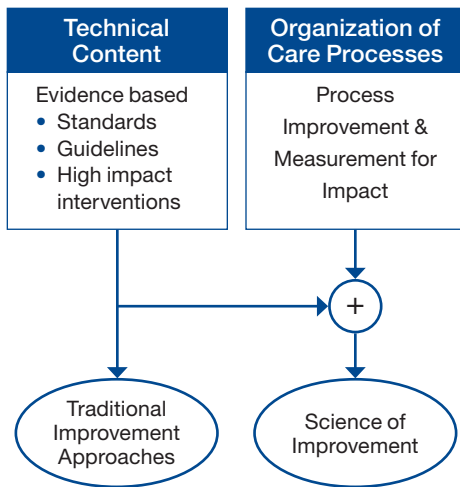 Technical
Content
Evidence based
• Standards
• Guidelines
• High impact
interventions
Organization of
Care Processes
Process
Improvement &
Measurement for
Impact
+
Traditional
Improvement
Approaches
Science of
Improvement